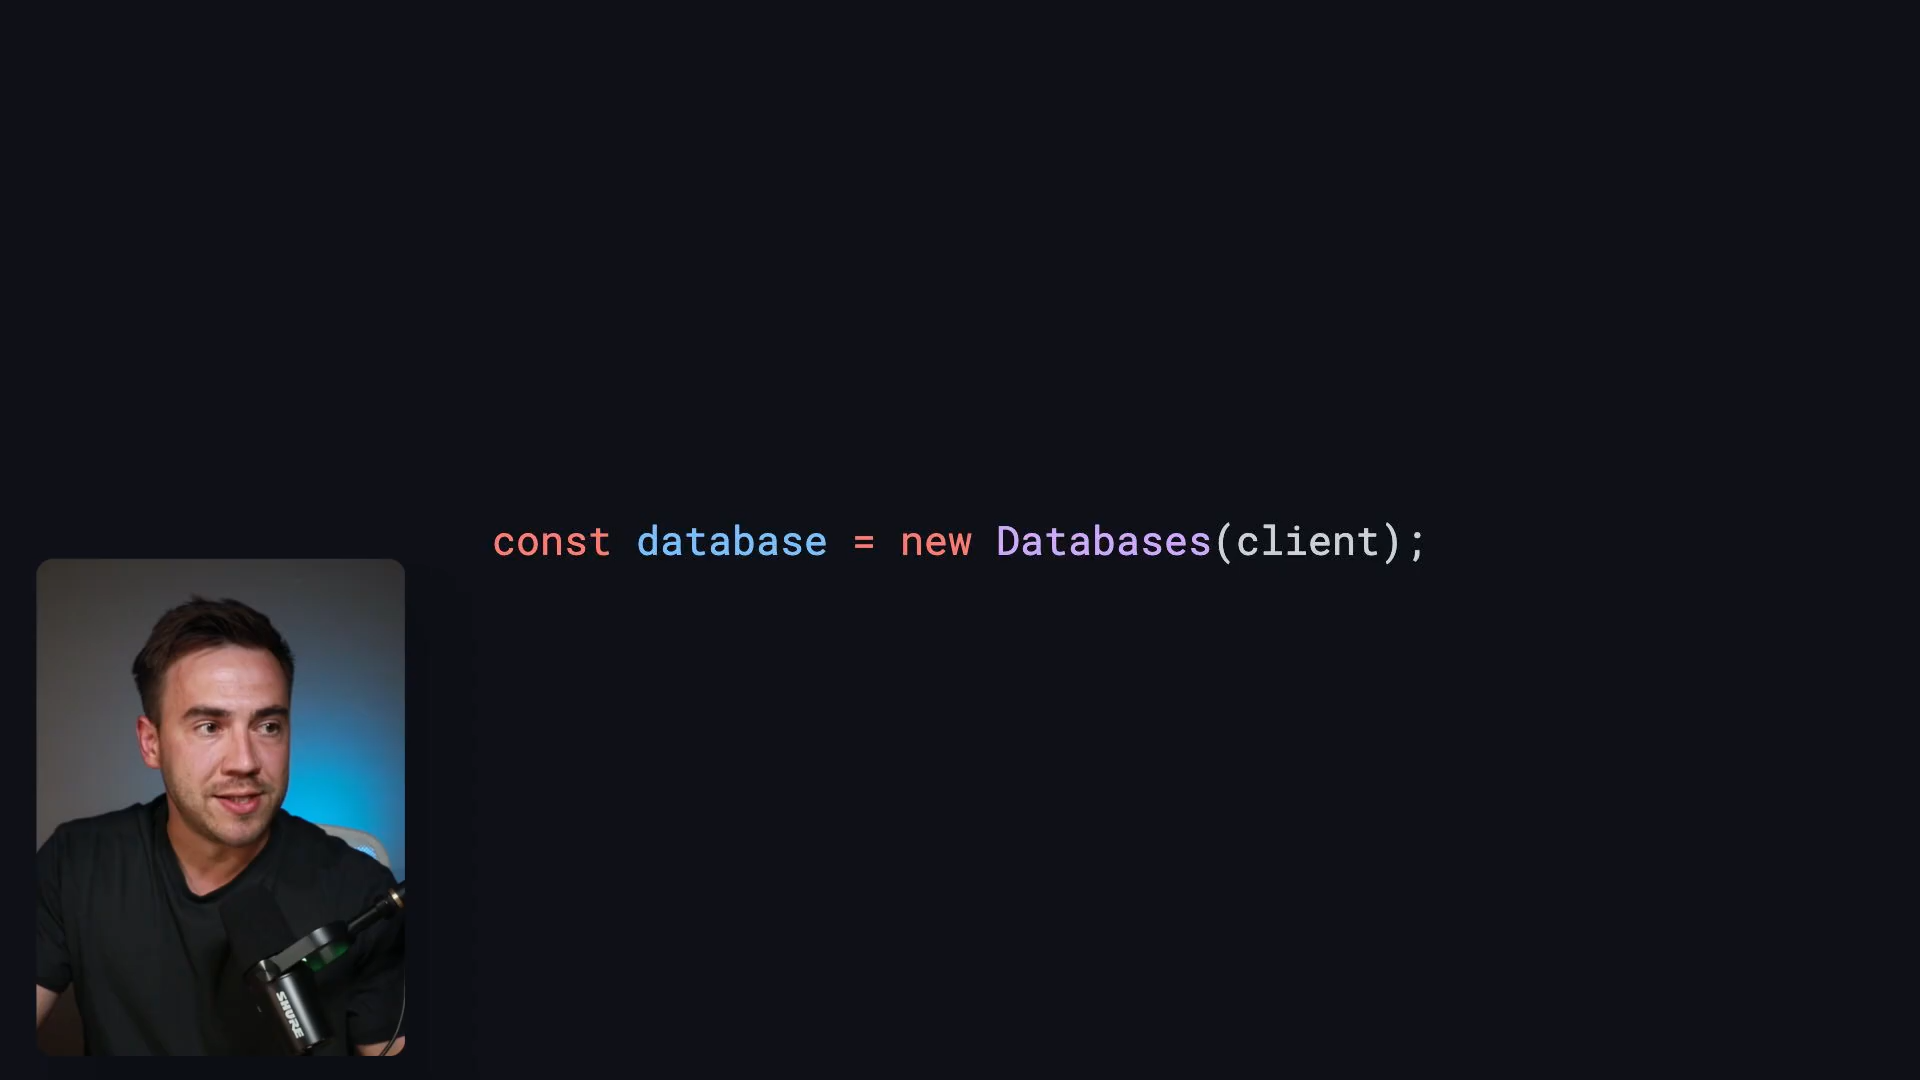 const database = new Databases(client);
SHURE